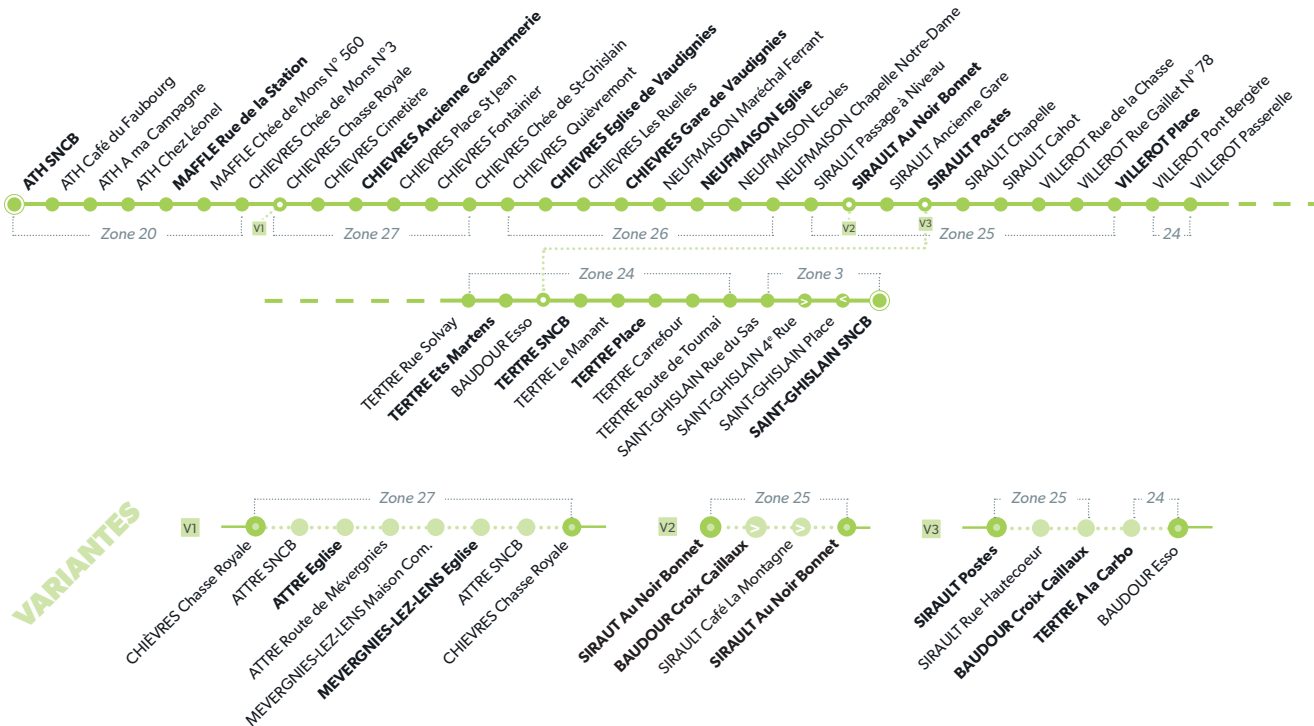 ATH SNCB
ATH Café du Faubourg
ATH A ma Campagne
ATH Chez Léonel
MAFFLE Rue de la Station
MAFFLE Chée de Mons N° 560
CHIEVRES Chée de Mons N°3
CHIEVRES Chasse Royale
CHIEVRES Cimetière
CHIEVRES Ancienne Gendarmerie
CHIEVRES Place St Jean
CHIEVRES Fontainier
CHIEVRES Chée de St-Ghislain
CHIEVRES Quièvremont
CHIEVRES Eglise de Vaudignies
CHIEVRES Les Ruelles
CHIEVRES Gare de Vaudignies
NEUFMAISON Maréchal Ferrant
NEUFMAISON Eglise
NEUFMAISON Ecoles
NEUFMAISON Chapelle Notre-Dame
SIRAULT Passage à Niveau
SIRAULT Au Noir Bonnet
SIRAULT Ancienne Gare
SIRAULT Postes
SIRAULT Chapelle
SIRAULT Cahot
VILLEROT Rue de la Chasse
VILLEROT Rue Gaillet N° 78
VILLEROT Place
VILLEROT Pont Bergère
VILLEROT Passerelle
Zone 20
V1
Zone 27
Zone 26
V2
V3
Zone 25
24
Zone 24
Zone 3
TERTRE Rue Solvay
TERTRE Ets Martens
BAUDOUR Esso
TERTRE SNCB
TERTRE Le Manant
TERTRE Place
TERTRE Carrefour
TERTRE Route de Tournai
SAINT-GHISLAIN Rue du Sas
SAINT-GHISLAIN 4e Rue
SAINT-GHISLAIN Place
SAINT-GHISLAIN SNCB
VARIANTES
V1
Zone 27
CHIÈVRES Chasse Royale
ATTRE SNCB
ATTRE Eglise
ATTRE Route de Mévergnies
MEVERGNIES-LEZ-LENS Maison Com.
MEVERGNIES-LEZ-LENS Eglise
ATTRE SNCB
CHIEVRES Chasse Royale
V2
Zone 25
SIRAUT Au Noir Bonnet
BAUDOUR Croix Caillaux
SIRAULT Café La Montagne
SIRAULT Au Noir Bonnet
V3
Zone 25
24
SIRAULT Postes
SIRAULT Rue Hautecoeur
BAUDOUR Croix Caillaux
TERTRE A la Carbo
BAUDOUR Esso